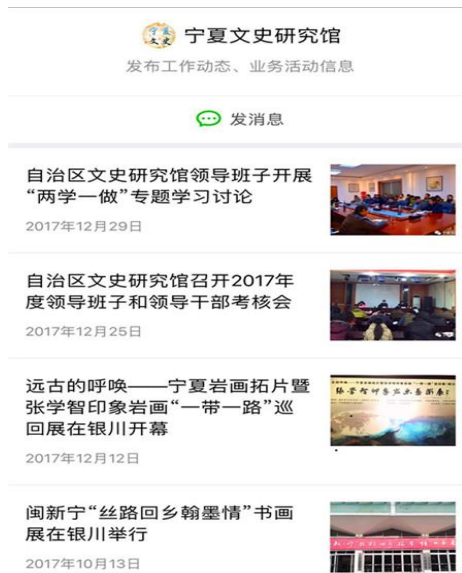 宁夏文史研究馆
发布工作动态、业务活动信息
发消息
自治区文史研究馆领导班子开展
“两学一做”专题学习讨论
2017年12月29日
自治区文史研究馆召开2017年
度领导班子和领导干部考核会
2017年12月25日
远古的呼唤——宁夏岩画拓片暨
张学智印象岩画“一带一路”巡
回展在银川开幕
2017年12月12日
闽新宁“丝路回乡翰墨情”书画
展在银川举行
2017年10月13日